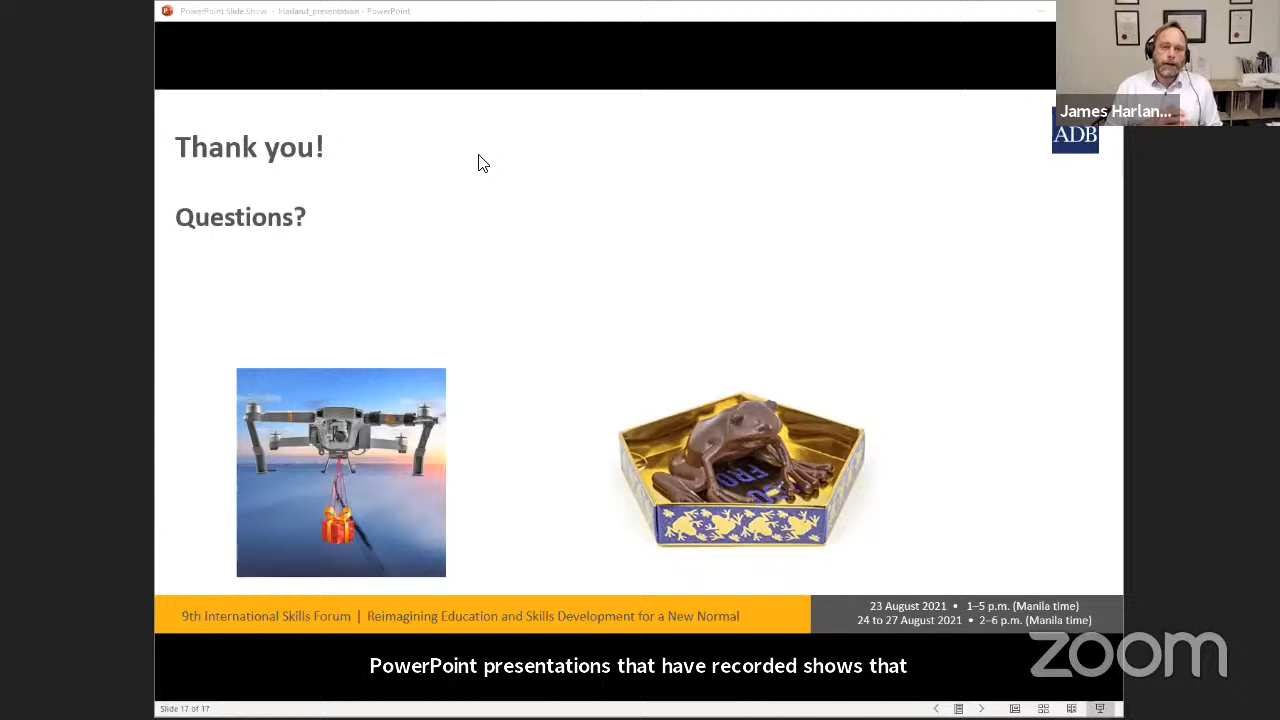 PowerPoint Slide Show - Harland_presentation - PowerPoint
James Harlan...
ADB
Thank you!
Questions?
9th International Skills Forum | Reimagining Education and Skills Development for a New Normal
23 August 2021 • 1–5 p.m. (Manila time)
24 to 27 August 2021 • 2–6 p.m. (Manila time)
PowerPoint presentations that have recorded shows that
zoom
Slide 17 of 17